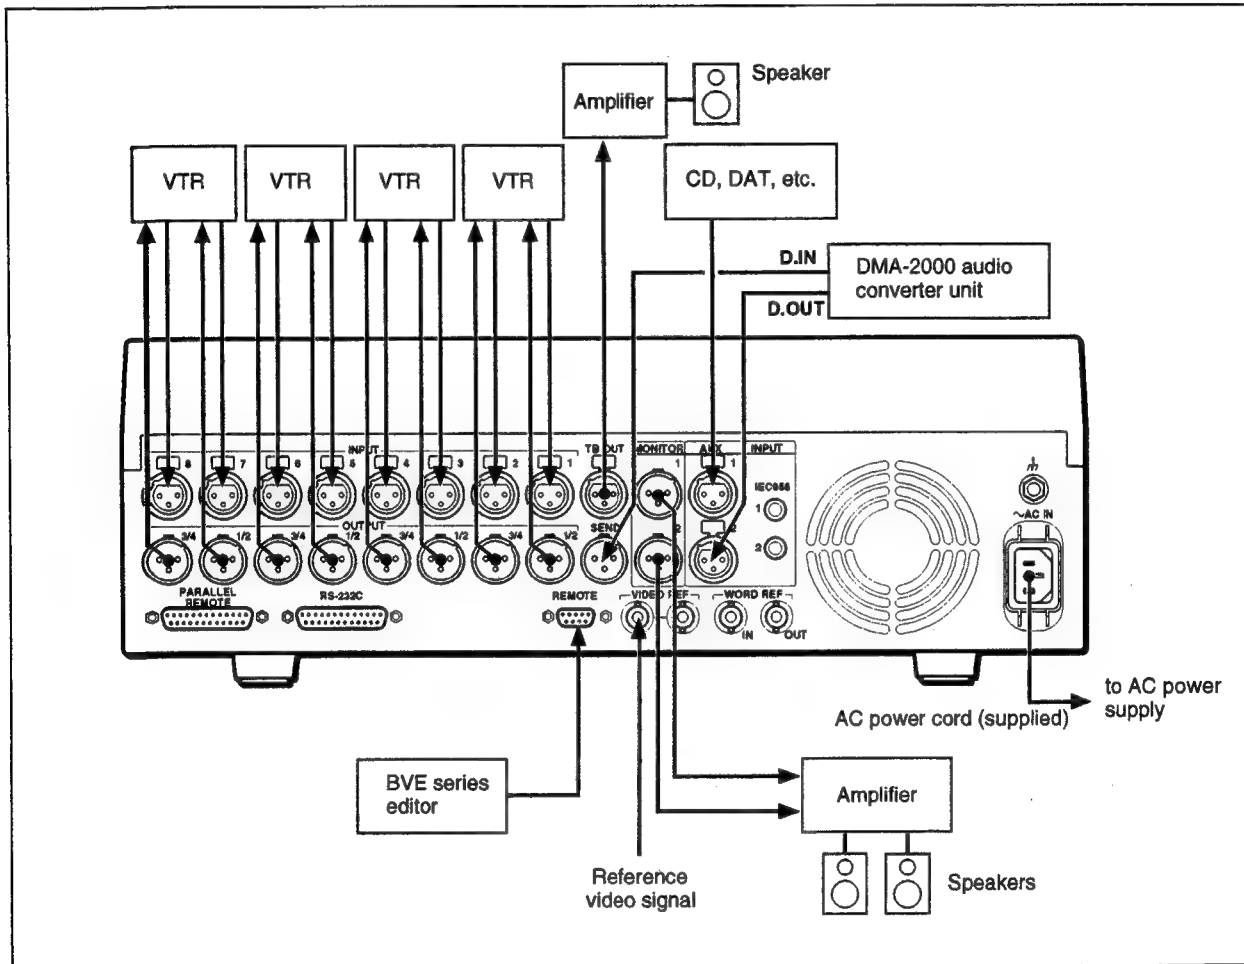 Speaker
Amplifier
VTR
VTR
VTR
VTR
CD, DAT, etc.
D.IN
DMA-2000 audio
converter unit
D.OUT
INPUT
TB OUT
MONITOR
AUX
INPUT
8
7
6
5
4
3
2
1
1
1
IEC958
1
~AC IN
OUTPUT
SEND
3/4
1/2
3/4
1/2
3/4
1/2
3/4
1/2
2
2
2
PARALLEL
REMOTE
RS-232C
REMOTE
VIDEO REF
WORD REF
IN
OUT
to AC power
supply
AC power cord (supplied)
BVE series
editor
Amplifier
Reference
video signal
Speakers